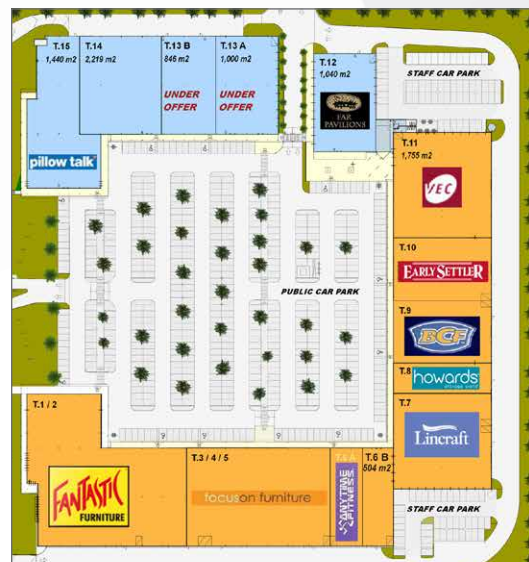 T.15
1,440 m2
T.14
2,219 m2
T.13 B
846 m2
UNDER
OFFER
T.13 A
1,000 m2
UNDER
OFFER
T.12
1,040 m2
FAR
PAVILIONS
STAFF CAR PARK
pillow talk
T.11
1,755 m2
VEC
T.10
EARLY SETTLER
PUBLIC CAR PARK
T.9
BCF
T.8
howards
T.7
Lincraft
T.1 / 2
FANTASTIC
FURNITURE
T.3 / 4 / 5
focus on furniture
T.6 A
ANYTIME
FITNESS
T.6 B
504 m2
STAFF CAR PARK